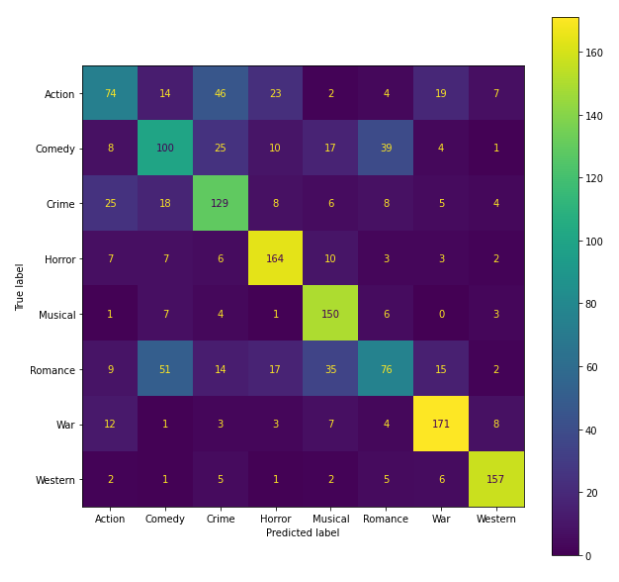 160
140
120
100
80
60
40
20
0
True label
Action 74 14 46 23 2 4 19 7
Comedy 8 100 25 10 17 39 4 1
Crime 25 18 129 8 6 8 5 4
Horror 7 7 6 164 10 3 3 2
Musical 1 7 4 1 150 6 0 3
Romance 9 51 14 17 35 76 15 2
War 12 1 3 3 7 4 171 8
Western 2 1 5 1 2 5 6 157
Action Comedy Crime Horror Musical Romance War Western
Predicted label